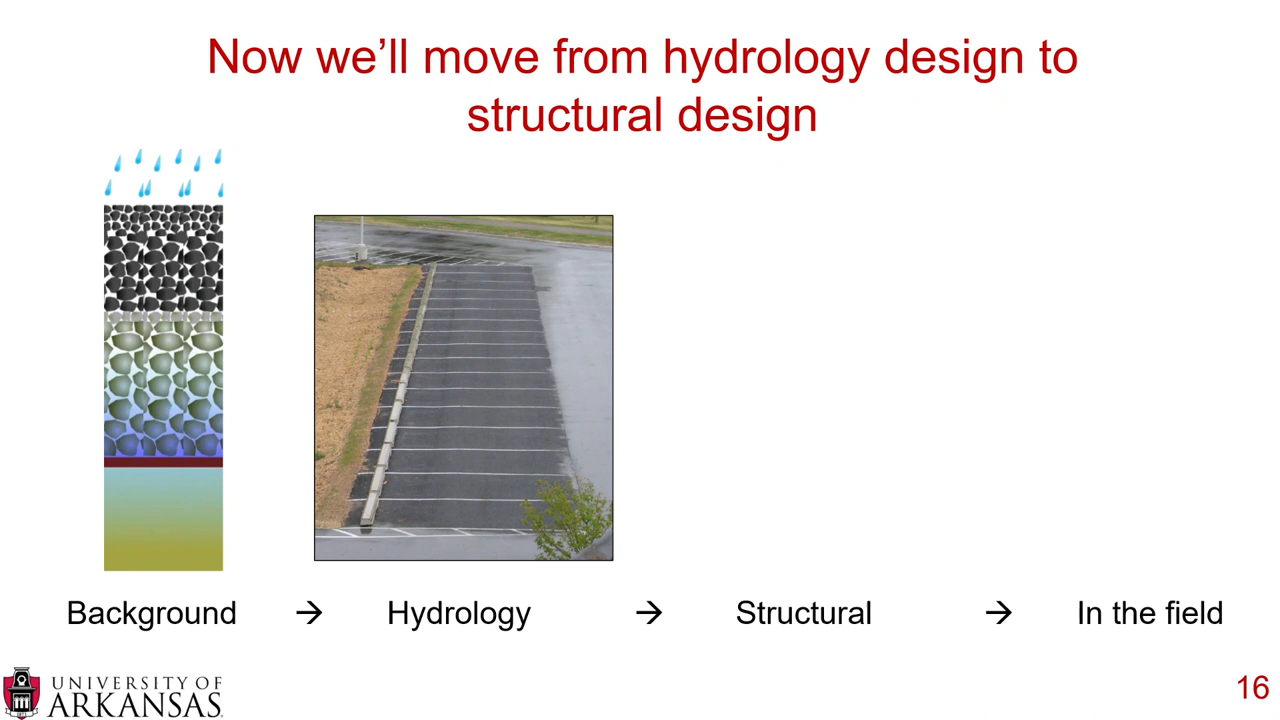 Now we’ll move from hydrology design to
structural design
Background → Hydrology → Structural → In the field
UNIVERSITY OF
ARKANSAS
16